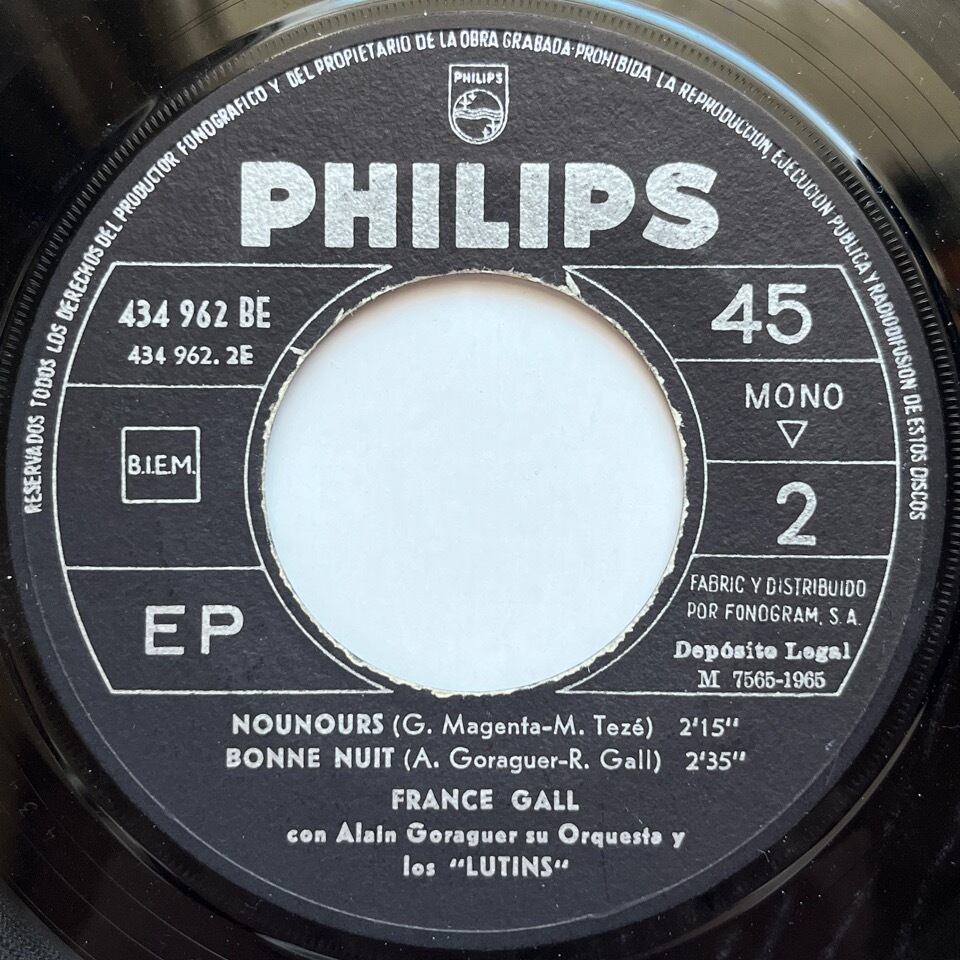 RESERVADOS TODOS LOS DERECHOS DEL PRODUCTOR FONOGRAFICO Y DEL PROPIETARIO DE LA OBRA GRABADA·PROHIBIDA LA REPRODUCCION, EJECUCION PUBLICA Y RADIODIFUSION DE ESTOS DISCOS
PHILIPS
PHILIPS
434 962 BE
434 962. 2E
B.I.E.M.
EP
45
MONO
2
FABRIC Y DISTRIBUIDO
POR FONOGRAM, S.A.
Depósito Legal
M 7565-1965
NOUNOURS (G. Magenta-M. Tezé) 2'15"
BONNE NUIT (A. Goraguer-R. Gall) 2'35"
FRANCE GALL
con Alain Goraguer su Orquesta y
los "LUTINS"